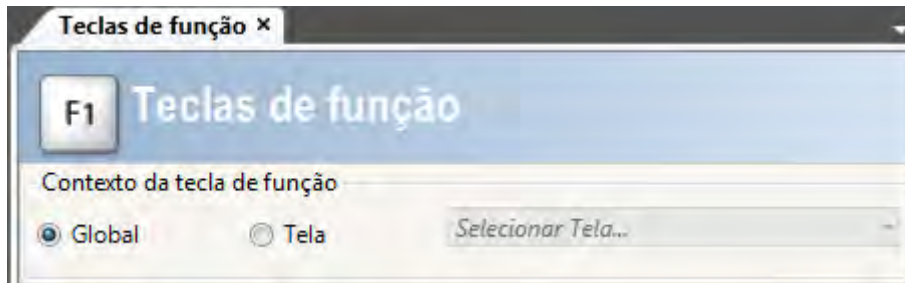 Teclas de função ×
F1 Teclas de função
Contexto da tecla de função
Global Tela Selecionar Tela...